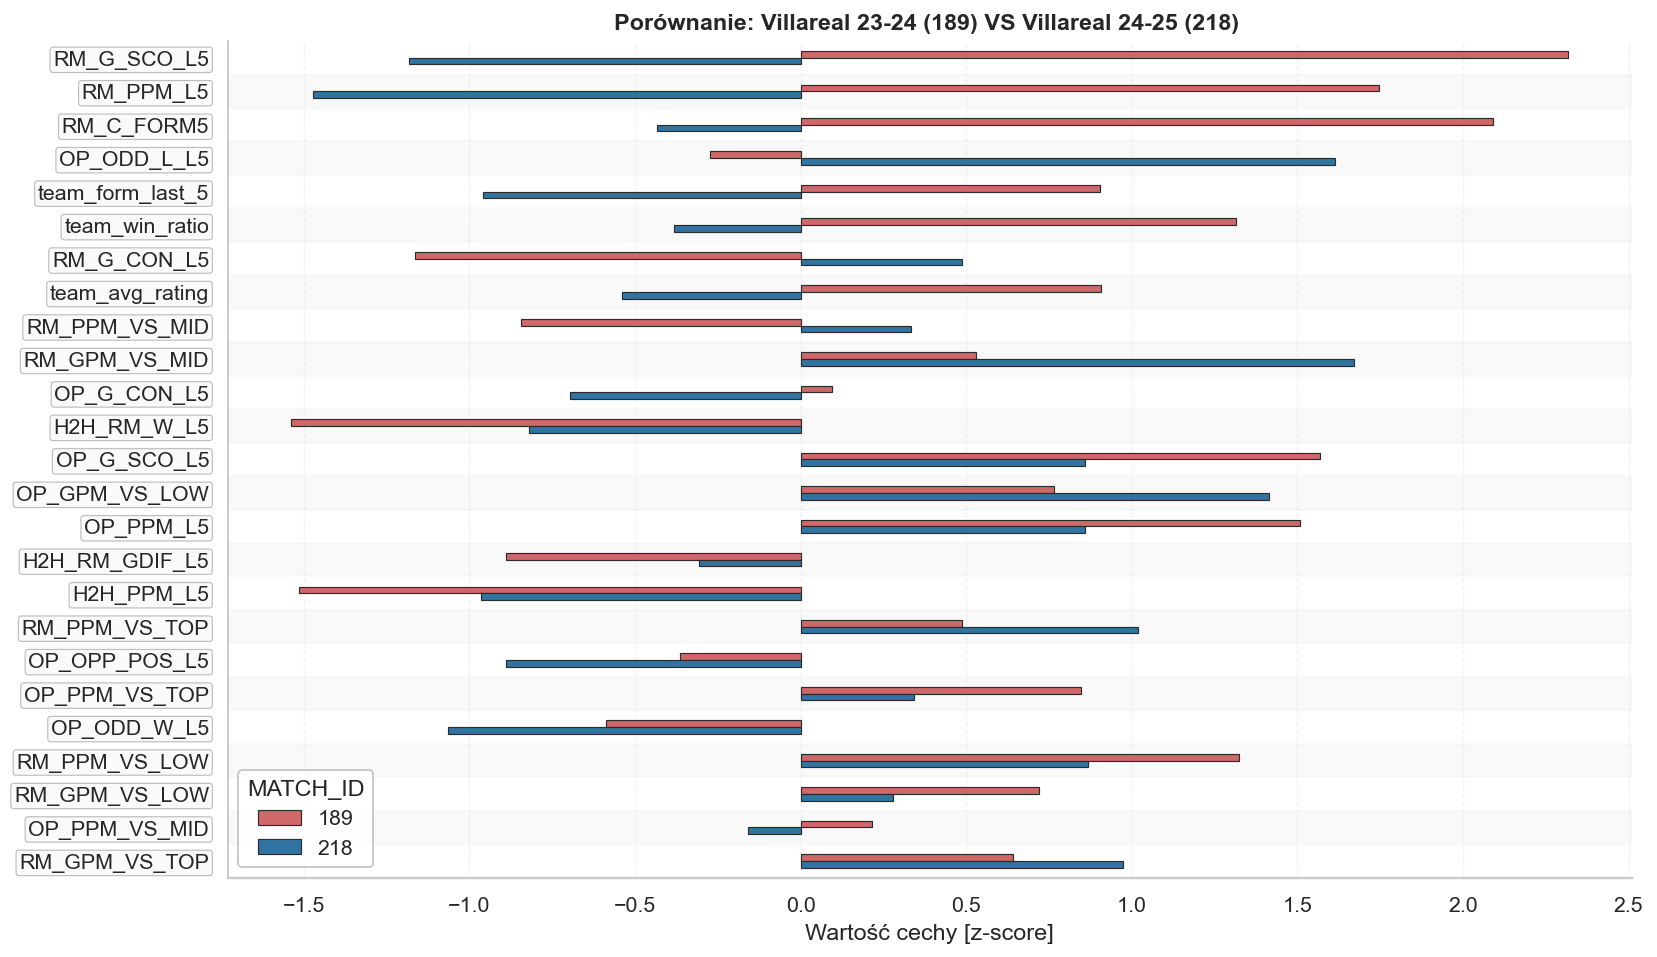 Porównanie: Villareal 23-24 (189) VS Villareal 24-25 (218)
RM_G_SCO_L5
RM_PPM_L5
RM_C_FORM5
OP_ODD_L_L5
team_form_last_5
team_win_ratio
RM_G_CON_L5
team_avg_rating
RM_PPM_VS_MID
RM_GPM_VS_MID
OP_G_CON_L5
H2H_RM_W_L5
OP_G_SCO_L5
OP_GPM_VS_LOW
OP_PPM_L5
H2H_RM_GDIF_L5
H2H_PPM_L5
RM_PPM_VS_TOP
OP_OPP_POS_L5
OP_PPM_VS_TOP
OP_ODD_W_L5
RM_PPM_VS_LOW
RM_GPM_VS_LOW
OP_PPM_VS_MID
RM_GPM_VS_TOP
MATCH_ID
189
218
−1.5 −1.0 −0.5 0.0 0.5 1.0 1.5 2.0 2.5
Wartość cechy [z-score]